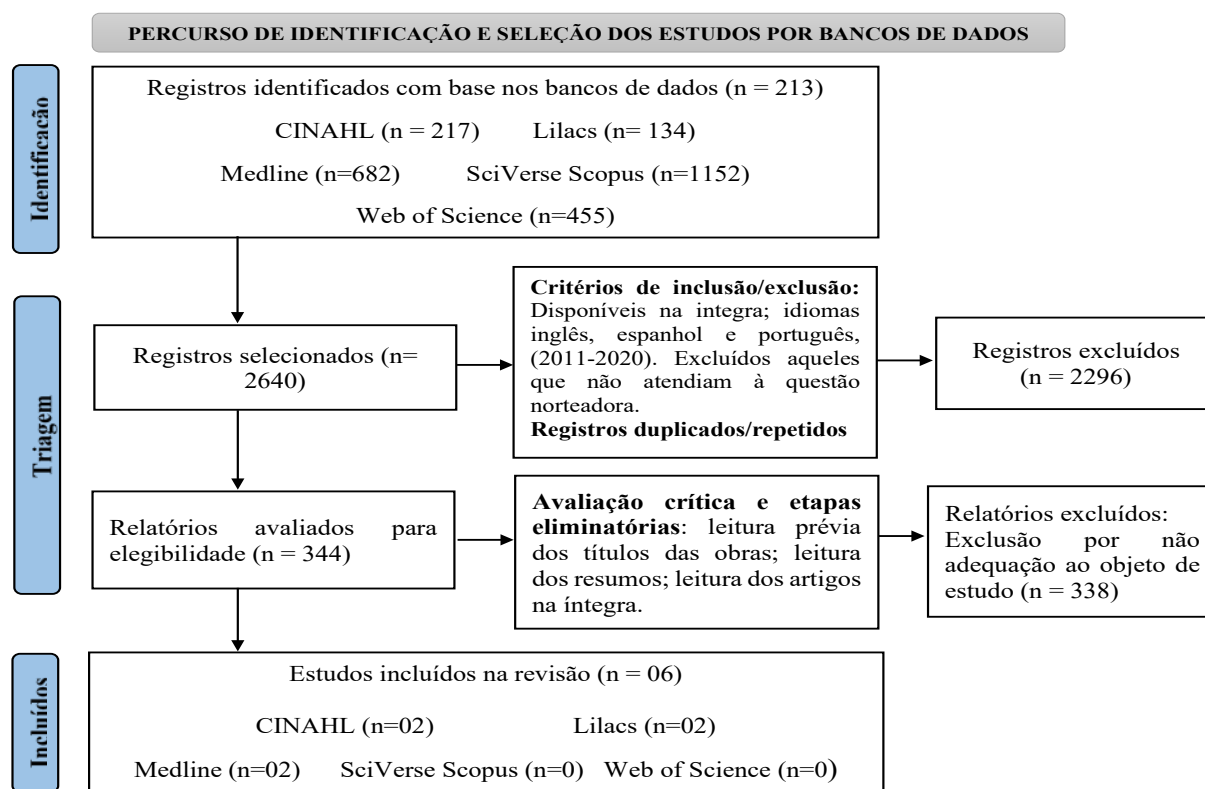 PERCURSO DE IDENTIFICAÇÃO E SELEÇÃO DOS ESTUDOS POR BANCOS DE DADOS
Identificacão
Registros identificados com base nos bancos de dados (n = 213)
CINAHL (n = 217) Lilacs (n= 134)
Medline (n=682) SciVerse Scopus (n=1152)
Web of Science (n=455)
Triagem
Registros selecionados (n=
2640)
Critérios de inclusão/exclusão:
Disponíveis na integra; idiomas
inglês, espanhol e português,
(2011-2020). Excluídos aqueles
que não atendiam à questão
norteadora.
Registros duplicados/repetidos
Registros excluídos
(n = 2296)
Relatórios avaliados para
elegibilidade (n = 344)
Avaliação crítica e etapas
eliminatórias: leitura prévia
dos títulos das obras; leitura
dos resumos; leitura dos artigos
na íntegra.
Relatórios excluídos:
Exclusão por não
adequação ao objeto de
estudo (n = 338)
Incluídos
Estudos incluídos na revisão (n = 06)
CINAHL (n=02) Lilacs (n=02)
Medline (n=02) SciVerse Scopus (n=0) Web of Science (n=0)